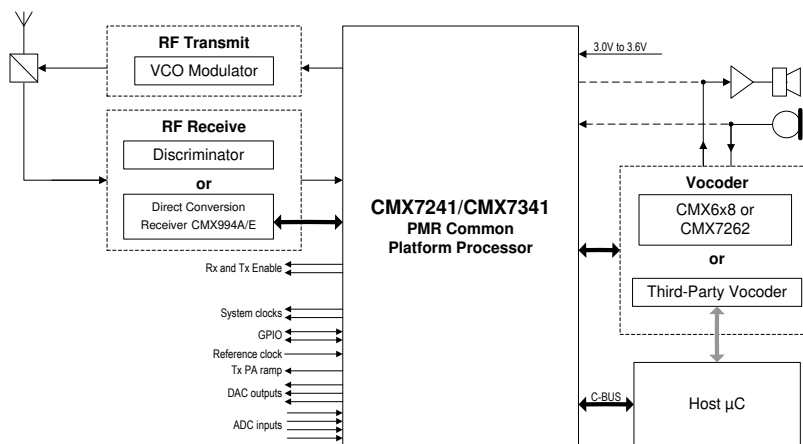 RF Transmit
VCO Modulator
RF Receive
Discriminator
or
Direct Conversion
Receiver CMX994A/E
Rx and Tx Enable
System clocks
GPIO
Reference clock
Tx PA ramp
DAC outputs
ADC inputs
CMX7241/CMX7341
PMR Common
Platform Processor
3.0V to 3.6V
Vocoder
CMX6x8 or
CMX7262
or
Third-Party Vocoder
C-BUS
Host µC